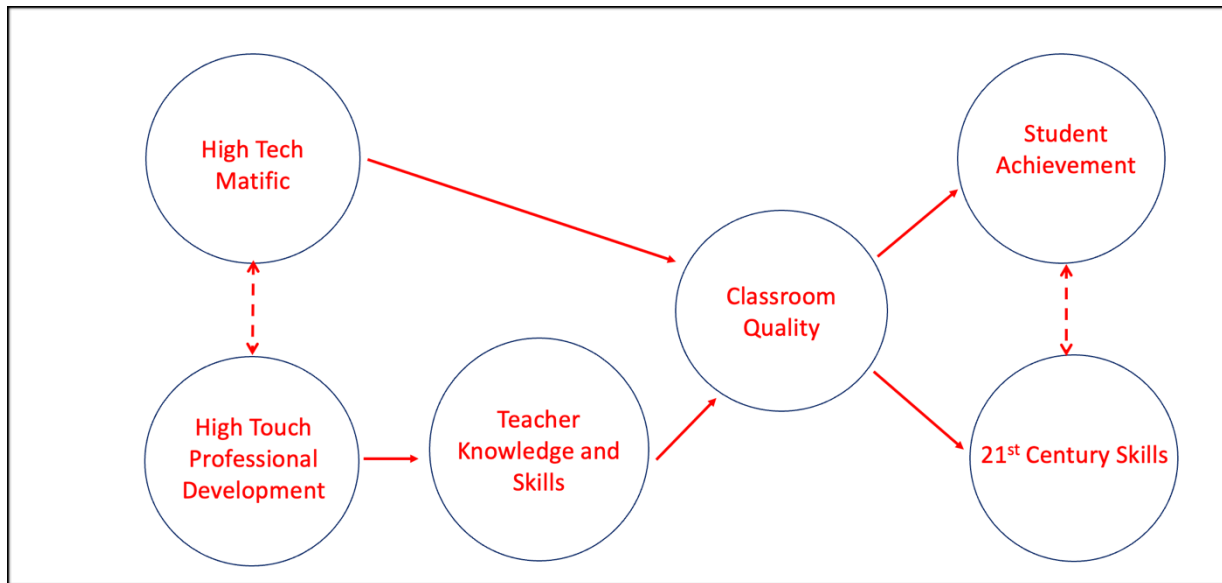 High Tech
Matific
Student
Achievement
Classroom
Quality
High Touch
Professional
Development
Teacher
Knowledge and
Skills
21st Century Skills